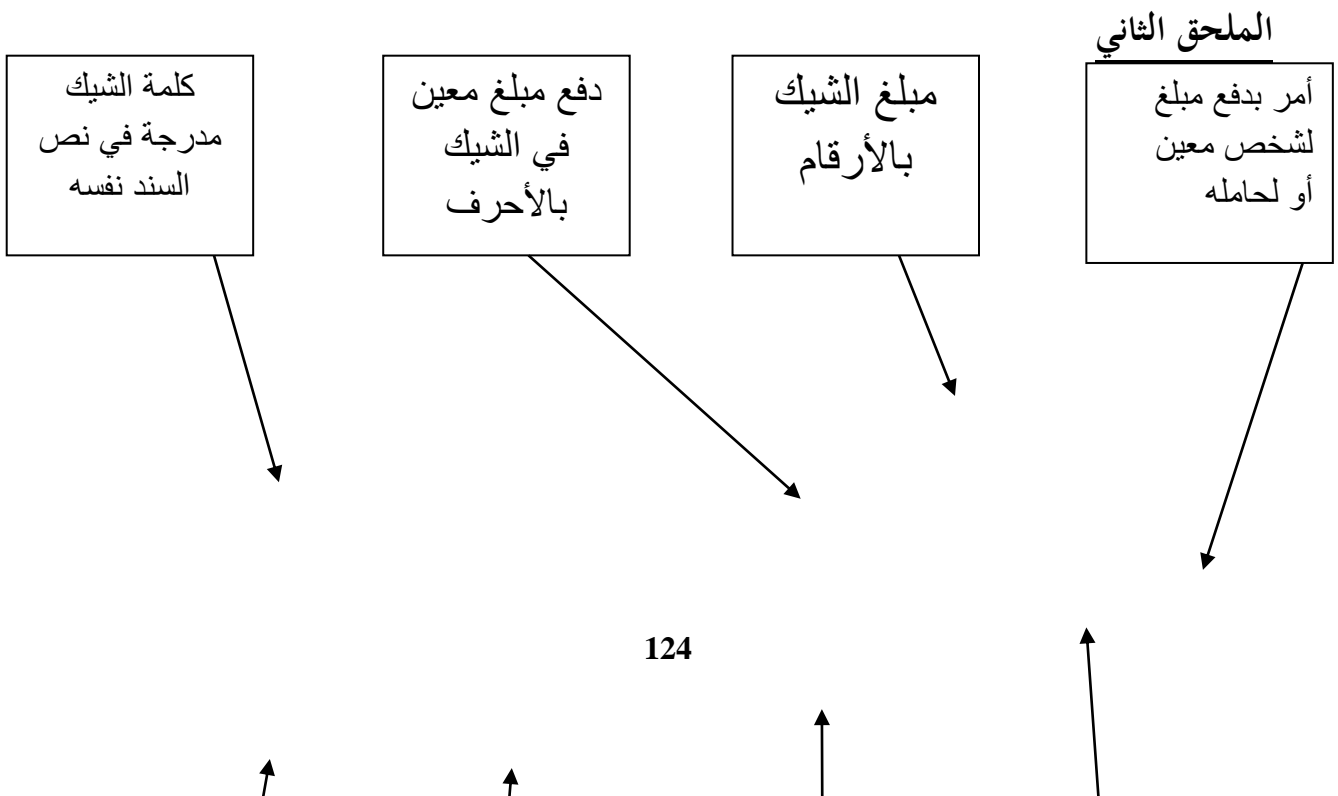 الملحق الثاني
أمر بدفع مبلغ
لشخص معين
أو لحامله
مبلغ الشيك
بالأرقام
دفع مبلغ معين
في الشيك
بالأحرف
كلمة الشيك
مدرجة في نص
السند نفسه
124